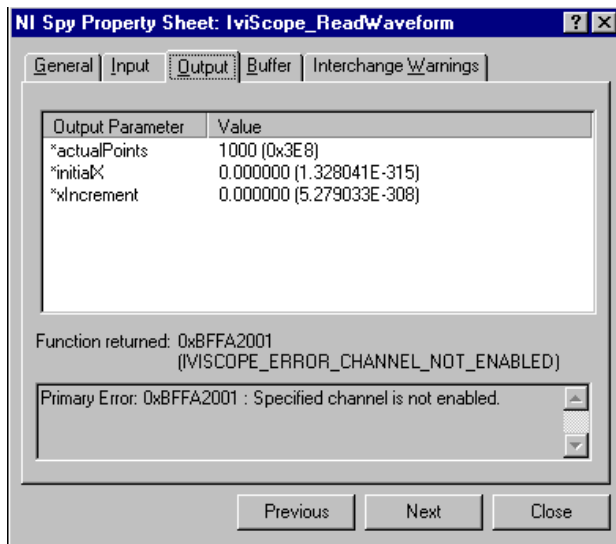 NI Spy Property Sheet: IviScope_ReadWaveform
General Input Output Buffer Interchange Warnings
Output Parameter Value
*actualPoints 1000 (0x3E8)
*initialX 0.000000 (1.328041E-315)
*xIncrement 0.000000 (5.279033E-308)
Function returned: 0xBFFA2001
(IVISCOPE_ERROR_CHANNEL_NOT_ENABLED)
Primary Error: 0xBFFA2001 : Specified channel is not enabled.
Previous Next Close